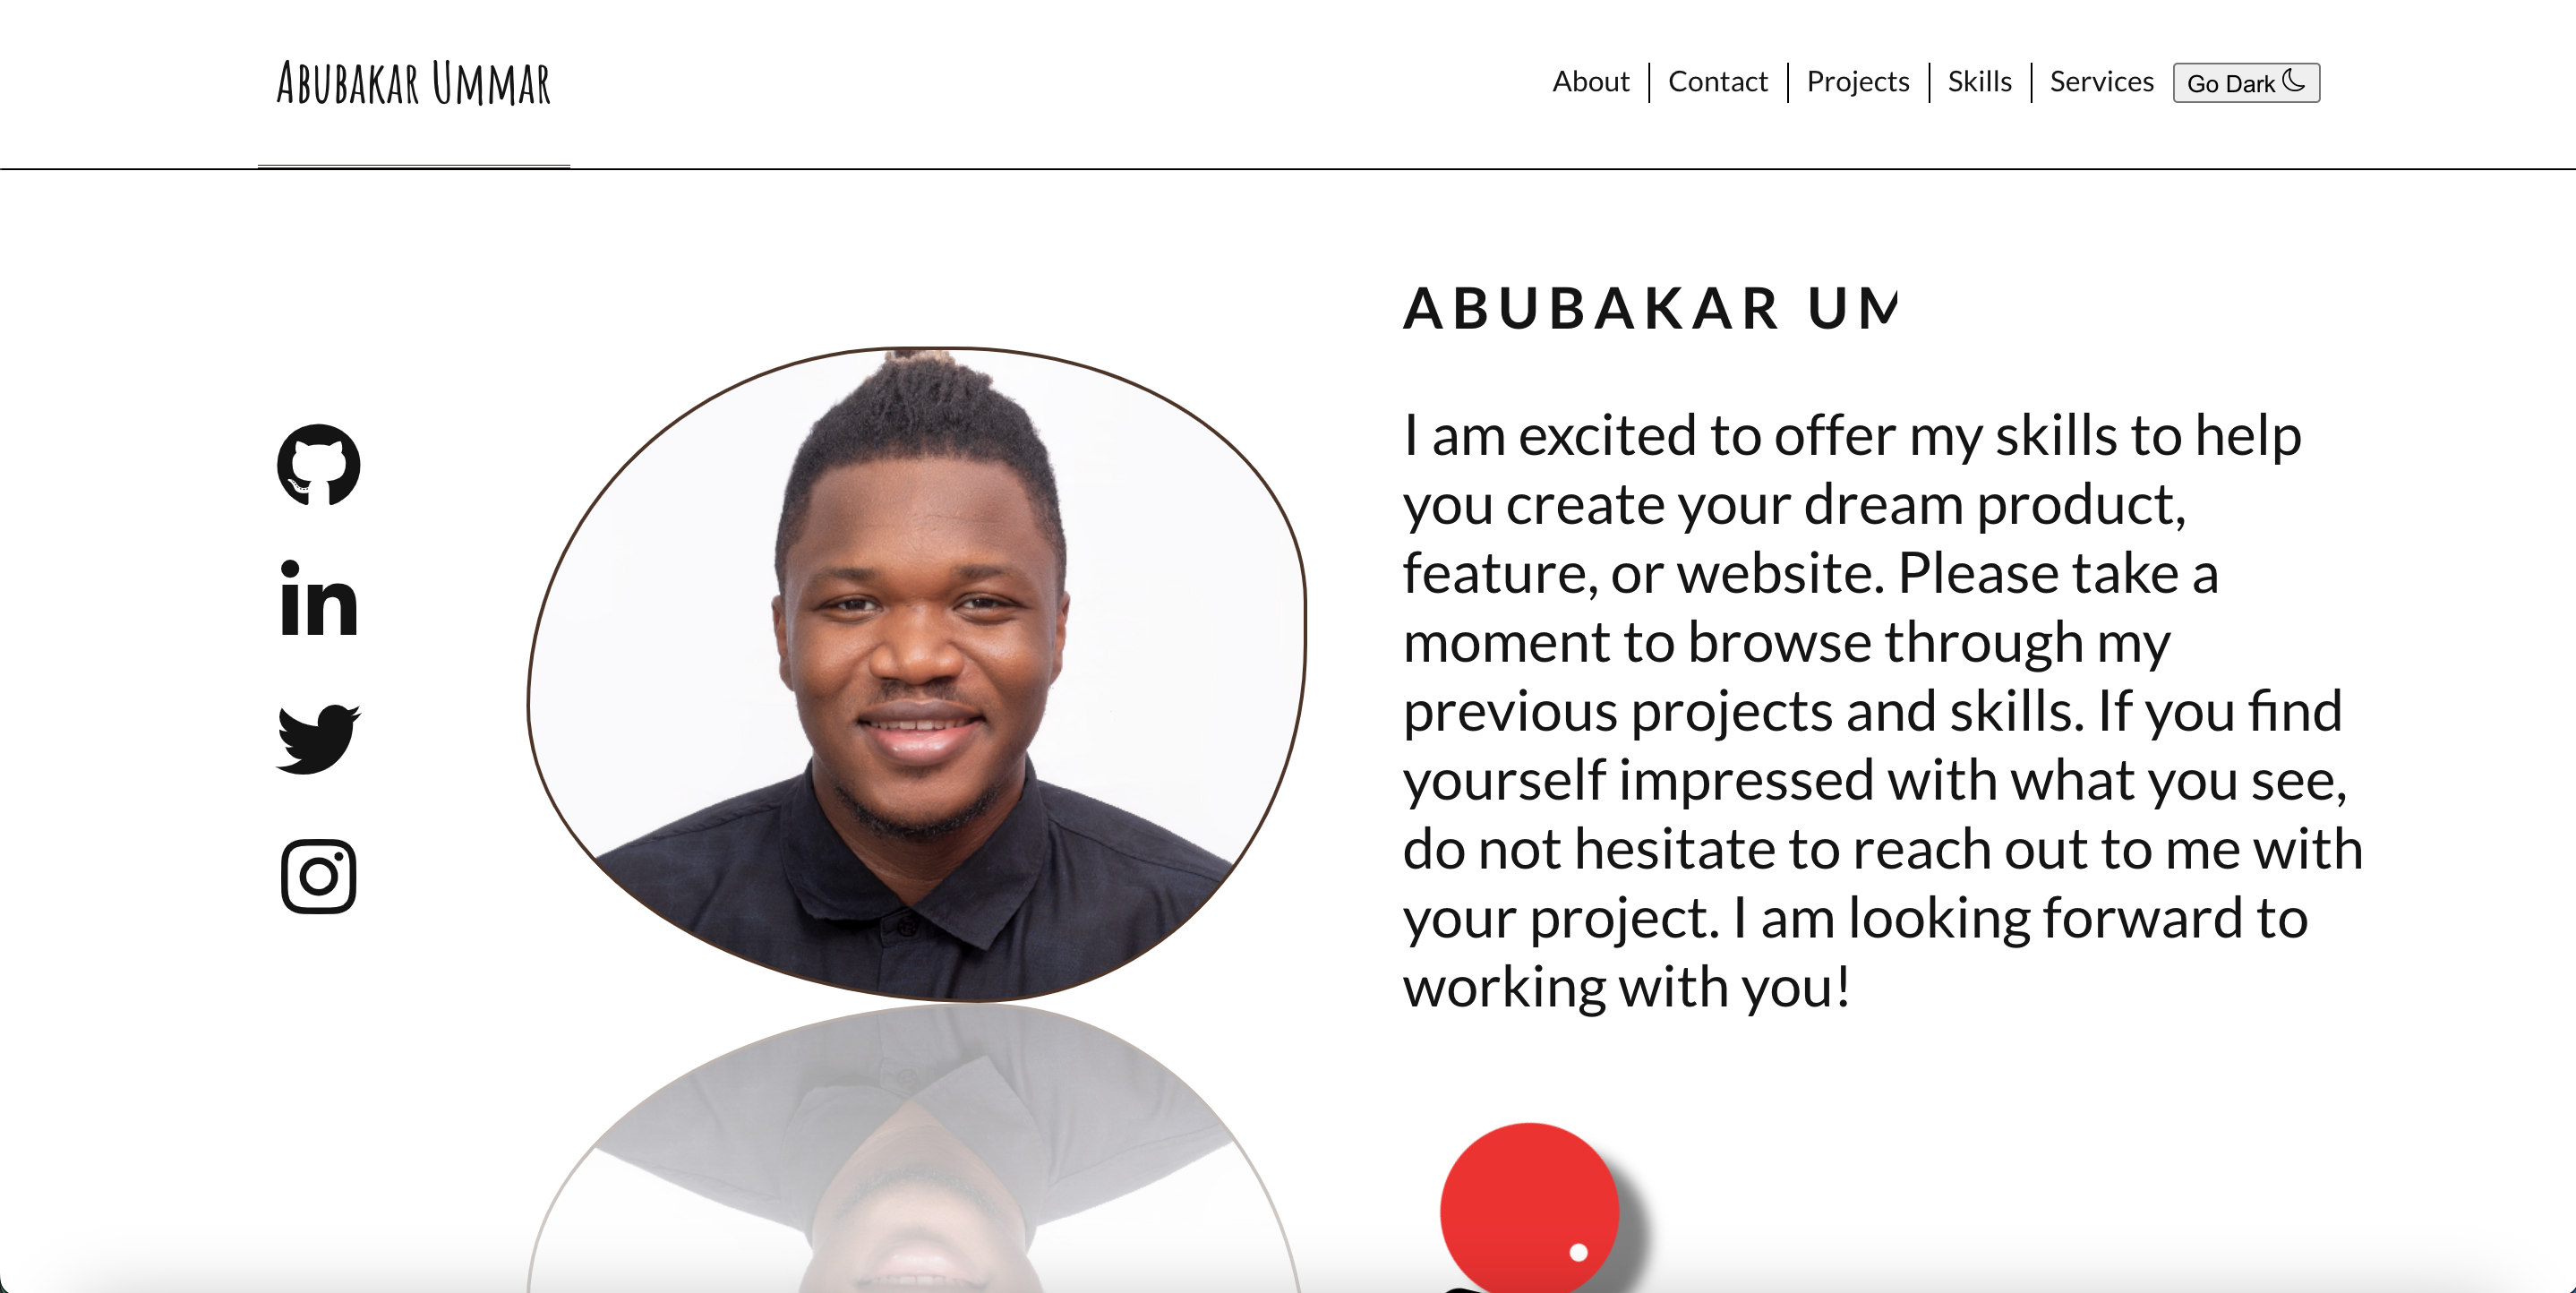 Abubakar Ummar
About
Contact
Projects
Skills
Services
Go Dark
ABUBAKAR UM
I am excited to offer my skills to help
you create your dream product,
feature, or website. Please take a
moment to browse through my
previous projects and skills. If you find
yourself impressed with what you see,
do not hesitate to reach out to me with
your project. I am looking forward to
working with you!
in